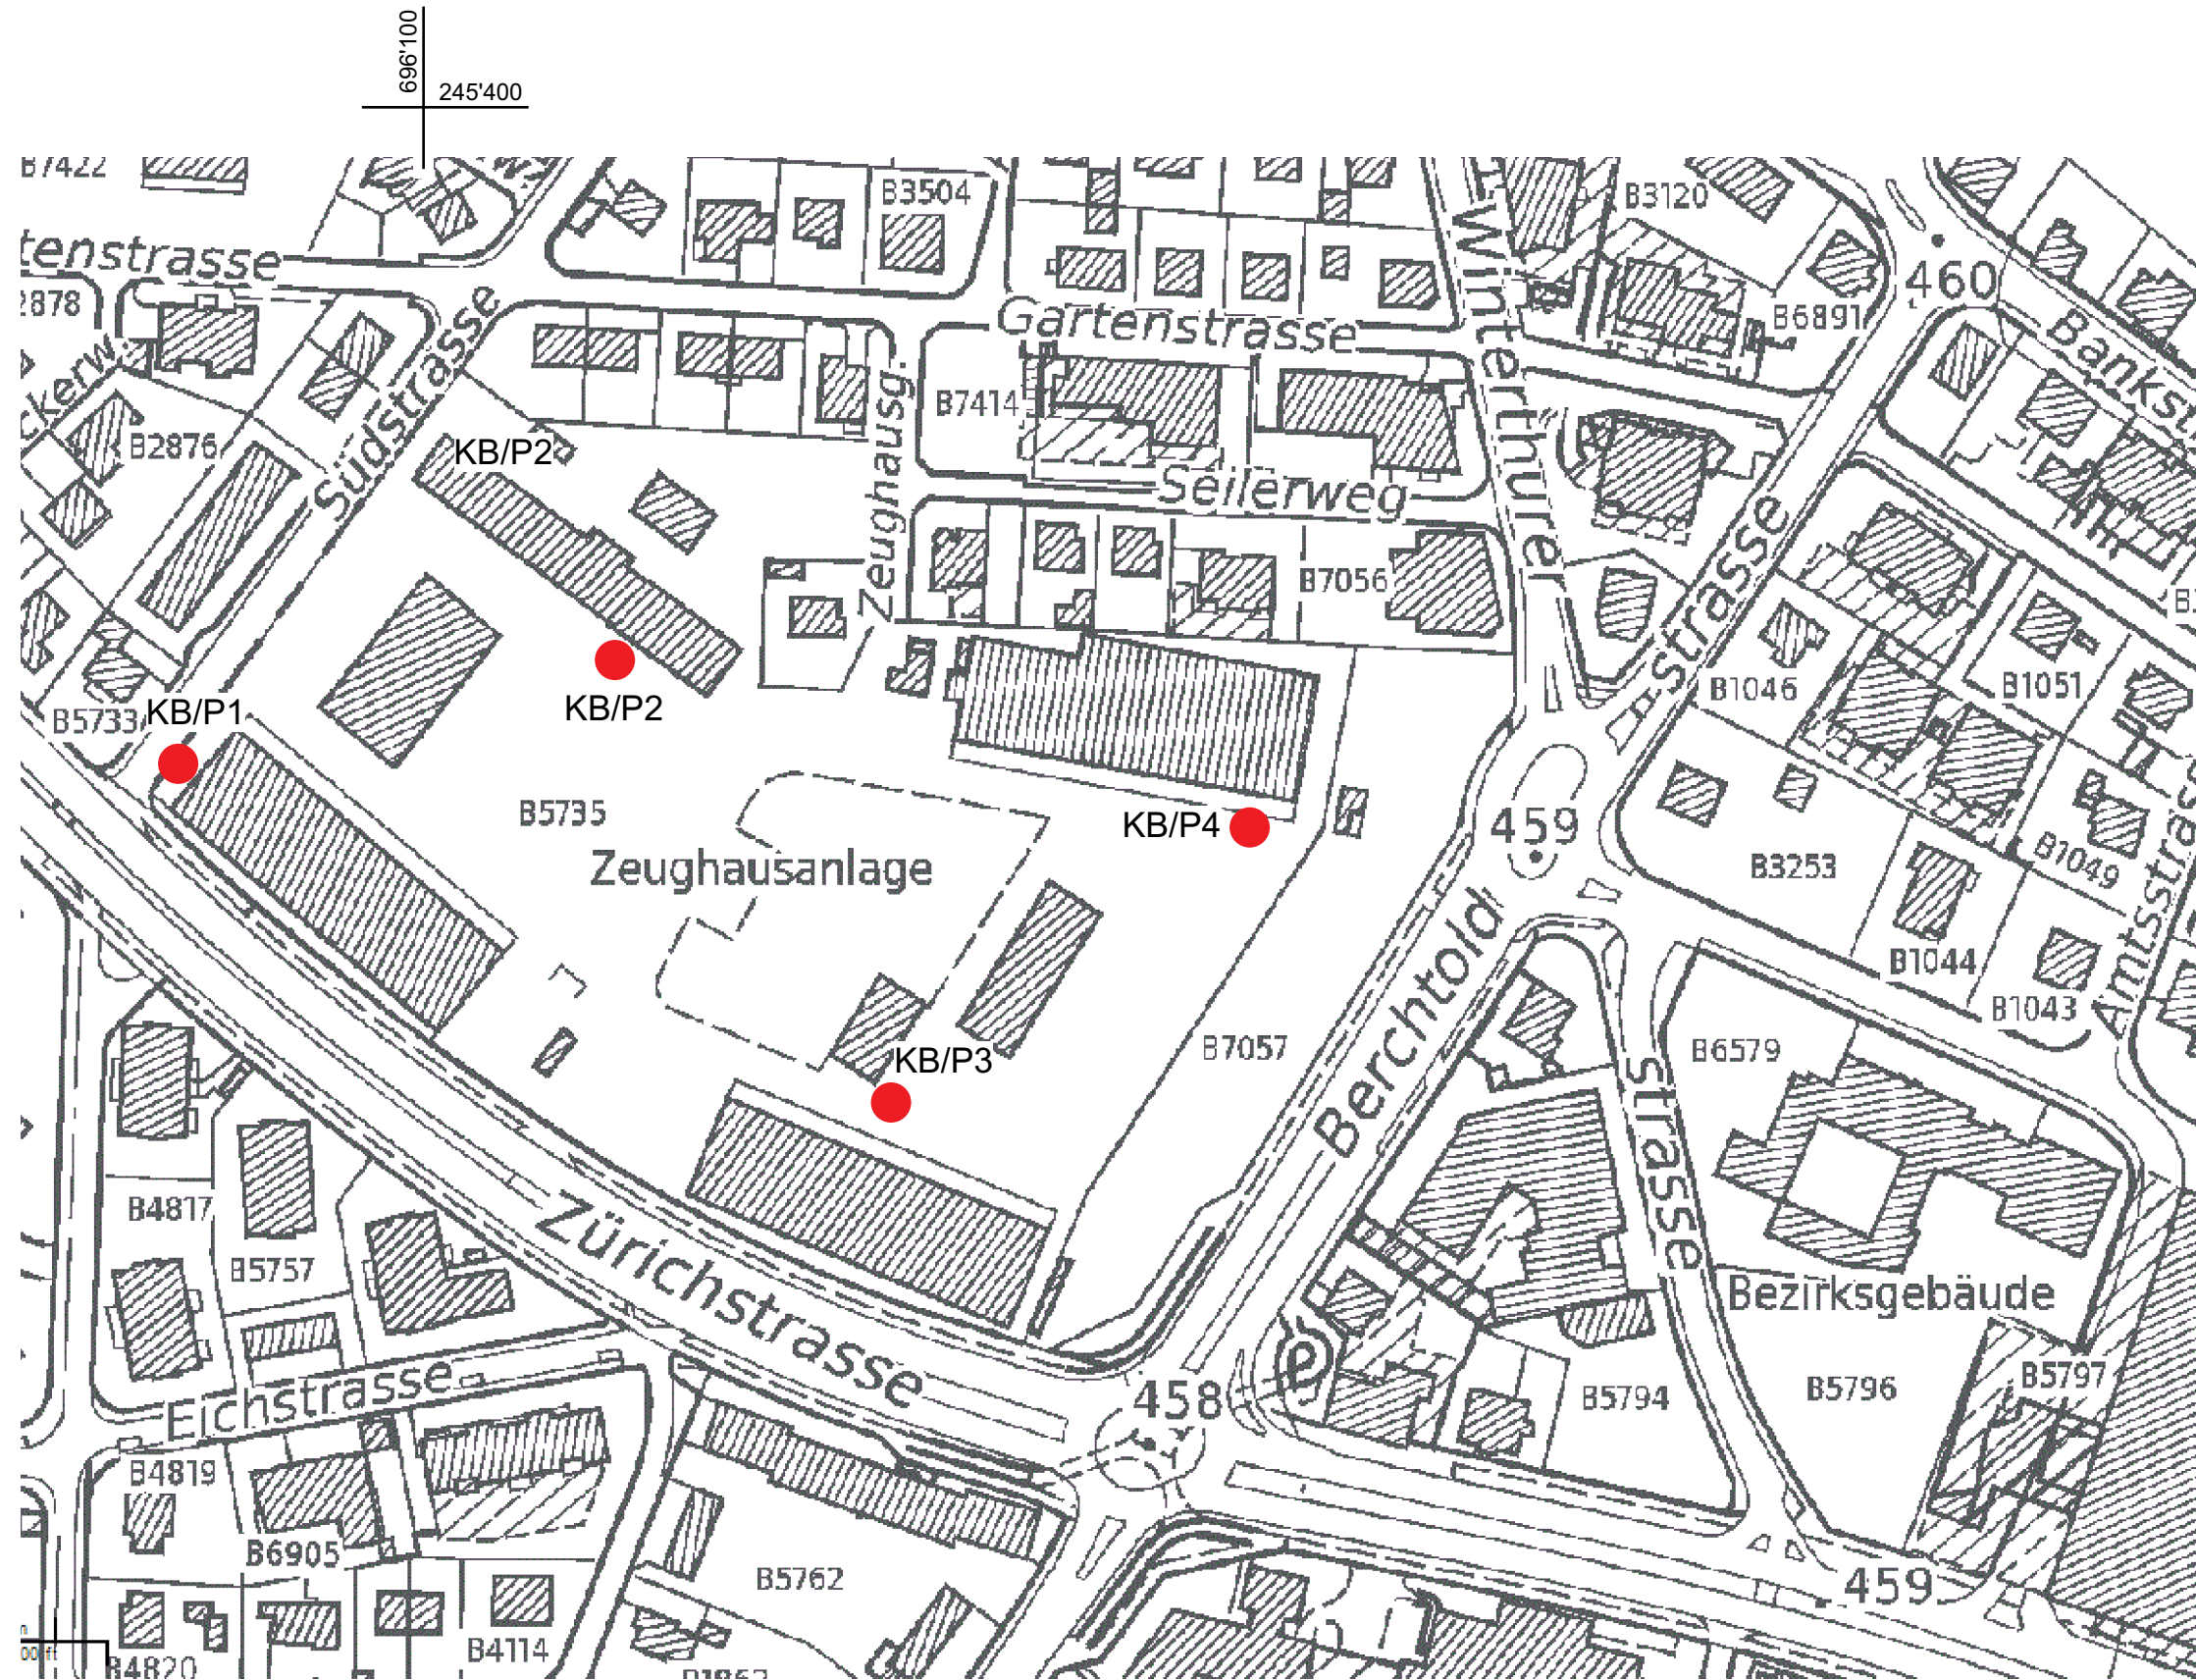 696'100
245'400
B7422
B3504
B3120
tenstrasse
460
2878
Gartenstrasse
B6891
Winterthurer
ckerw.
Südstrasse
Zeughausg.
B7414
B2876
KB/P2
Seilerweg
B7056
strasse
B1046
B1051
B5733
KB/P1
KB/P2
B5735
KB/P4
459
Zeughausanlage
B3253
B1049
Amtsstrass
B1044
B1043
Berchtold
B7057
KB/P3
B6579
strasse
B4817
Zürichstrasse
B5757
Bezirksgebäude
B5797
Eichstrasse
458
B5794
B5796
B4819
B6905
B5762
459
B4114
B4820